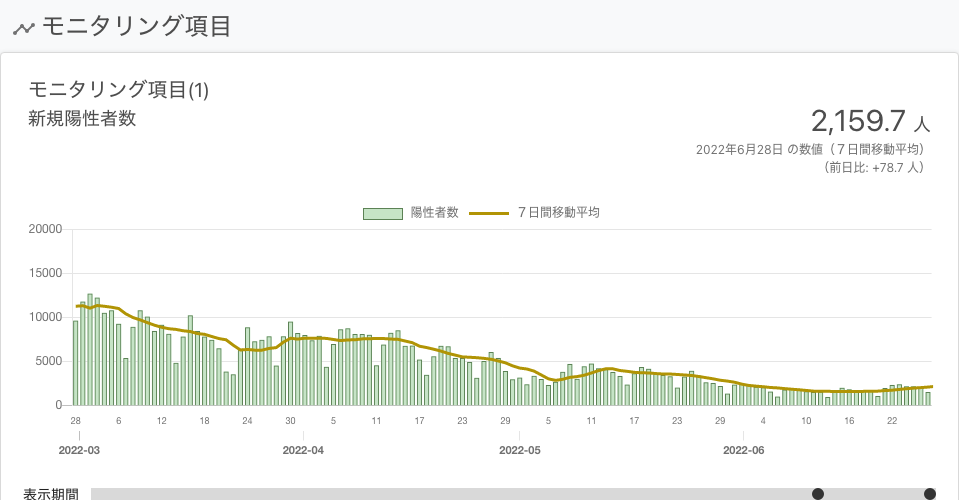 モニタリング項目
モニタリング項目(1)
新規陽性者数
2,159.7 人
2022年6月28日 の数値（７日間移動平均）
（前日比: +78.7 人）
陽性者数 ７日間移動平均
20000
15000
10000
5000
0
28 6 12 18 24 30 5 11 17 23 29 5 11 17 23 29 4 10 16 22
2022-03 2022-04 2022-05 2022-06
表示期間